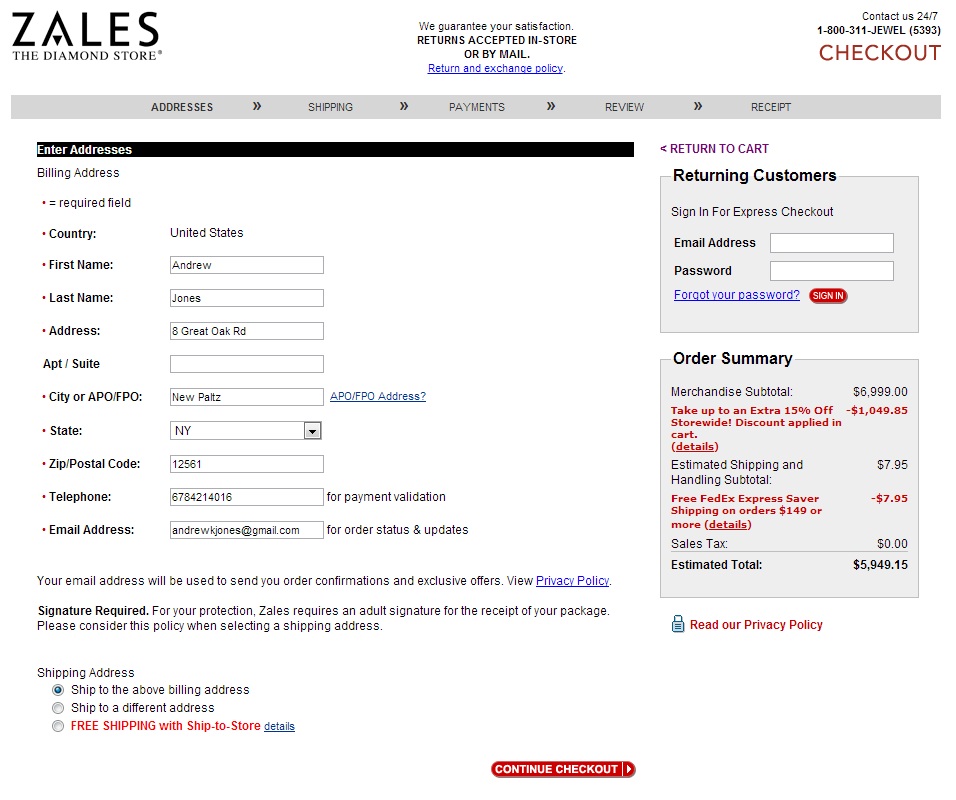 ZALES
THE DIAMOND STORE®
We guarantee your satisfaction.
RETURNS ACCEPTED IN-STORE
OR BY MAIL.
Return and exchange policy.
Contact us 24/7
1-800-311-JEWEL (5393)
CHECKOUT
ADDRESSES » SHIPPING » PAYMENTS » REVIEW » RECEIPT
Enter Addresses
Billing Address
• = required field
• Country: United States
• First Name: Andrew
• Last Name: Jones
• Address: 8 Great Oak Rd
Apt / Suite
• City or APO/FPO: New Paltz APO/FPO Address?
• State: NY
• Zip/Postal Code: 12561
• Telephone: 6784214016 for payment validation
• Email Address: andrewkjones@gmail.com for order status & updates
Your email address will be used to send you order confirmations and exclusive offers. View Privacy Policy.
Signature Required. For your protection, Zales requires an adult signature for the receipt of your package.
Please consider this policy when selecting a shipping address.
Shipping Address
Ship to the above billing address
Ship to a different address
FREE SHIPPING with Ship-to-Store details
CONTINUE CHECKOUT
< RETURN TO CART
Returning Customers
Sign In For Express Checkout
Email Address
Password
Forgot your password? SIGN IN
Order Summary
Merchandise Subtotal: $6,999.00
Take up to an Extra 15% Off -$1,049.85
Storewide! Discount applied in
cart.
(details)
Estimated Shipping and $7.95
Handling Subtotal:
Free FedEx Express Saver -$7.95
Shipping on orders $149 or
more (details)
Sales Tax: $0.00
Estimated Total: $5,949.15
Read our Privacy Policy